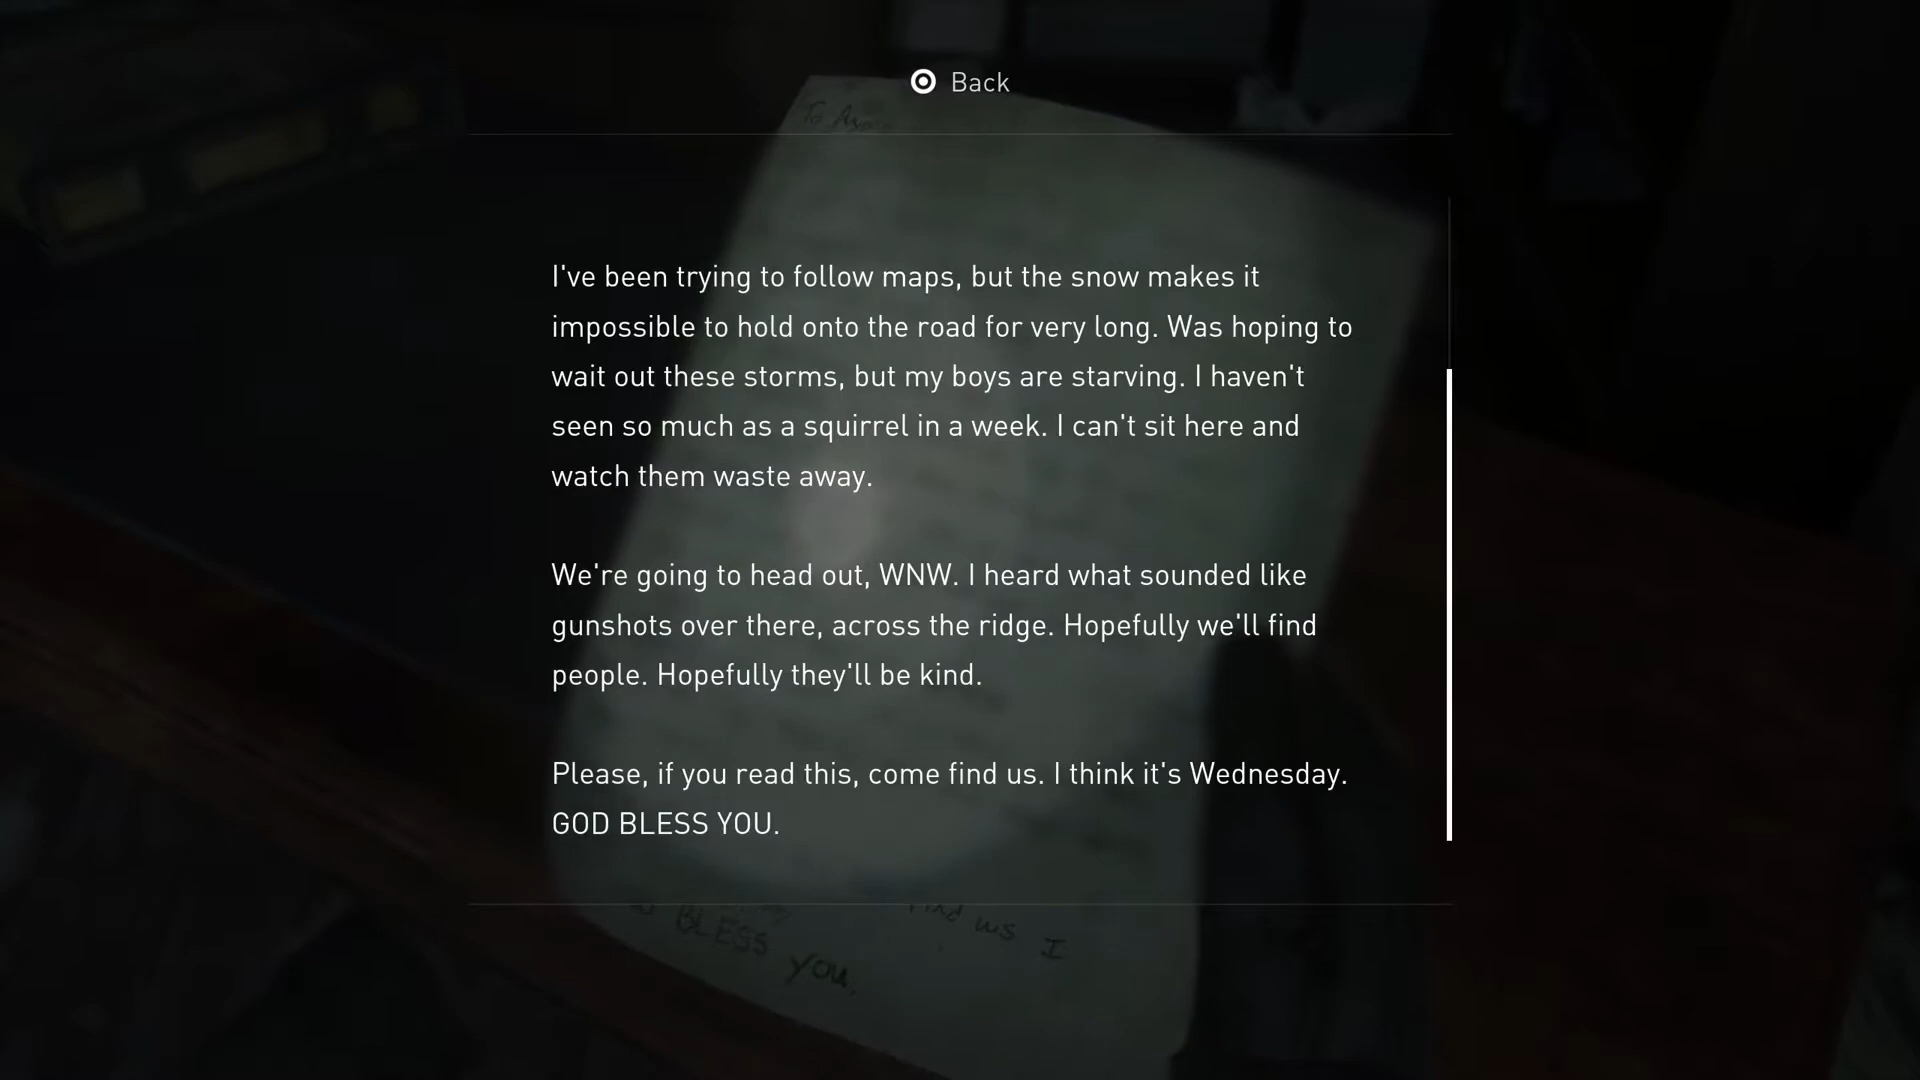 Back
To Anyone
I've been trying to follow maps, but the snow makes it
impossible to hold onto the road for very long. Was hoping to
wait out these storms, but my boys are starving. I haven't
seen so much as a squirrel in a week. I can't sit here and
watch them waste away.
We're going to head out, WNW. I heard what sounded like
gunshots over there, across the ridge. Hopefully we'll find
people. Hopefully they'll be kind.
Please, if you read this, come find us. I think it's Wednesday.
GOD BLESS YOU.
find us I
BLESS you.